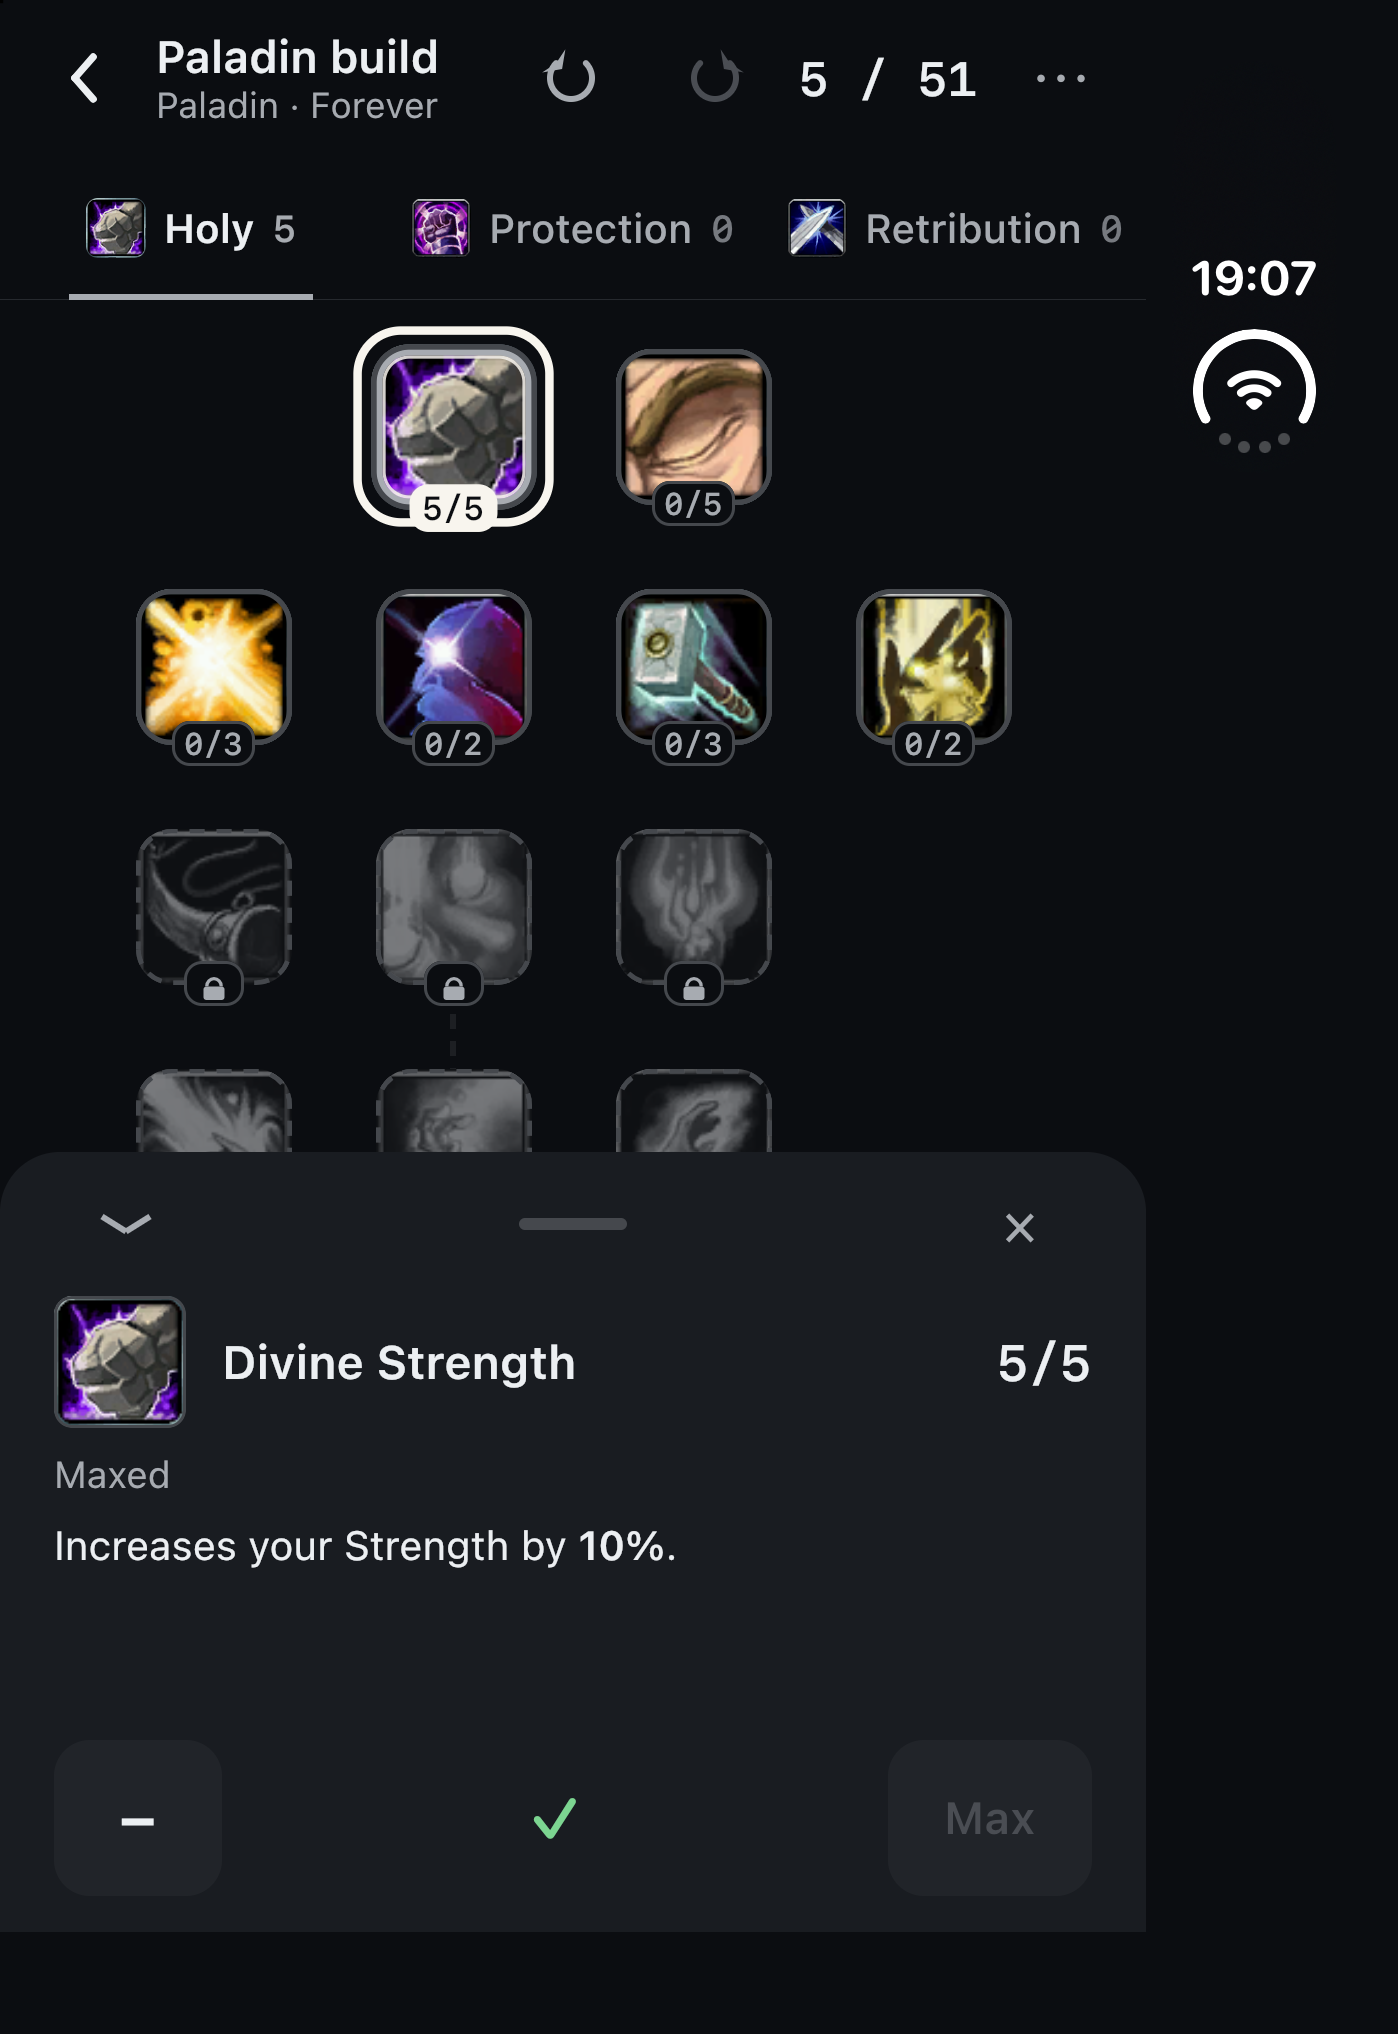 Paladin build
Paladin · Forever
5 / 51
Holy 5
Protection 0
Retribution 0
19:07
5/5
0/5
0/3
0/2
0/3
0/2
Divine Strength
5/5
Maxed
Increases your Strength by 10%.
Max